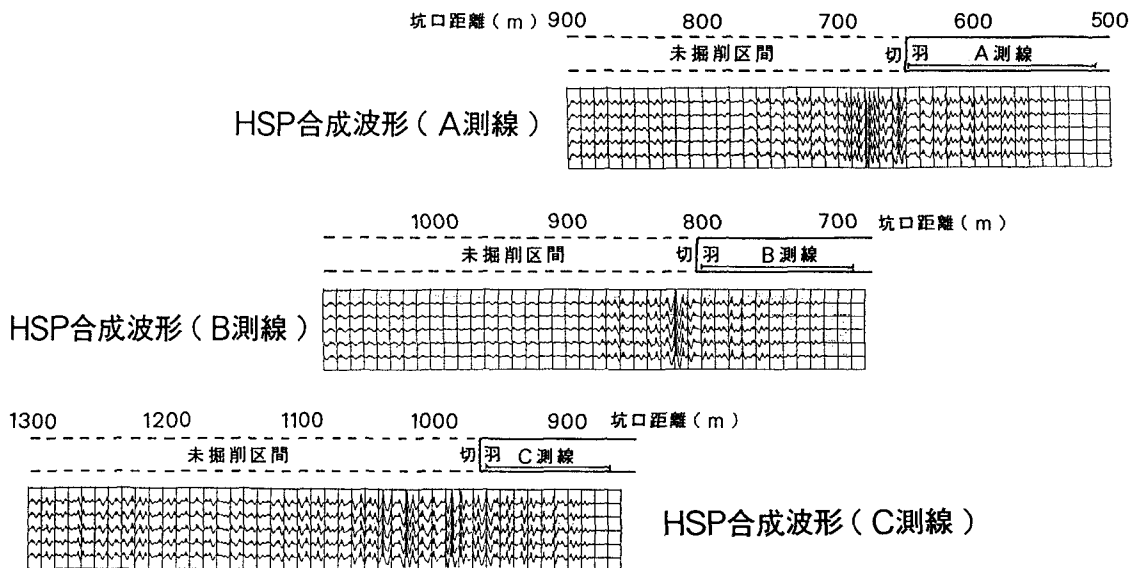 坑口距離(m) 900 800 700 600 500
未掘削区間 切羽 A測線
HSP合成波形(A測線)
1000 900 800 700 坑口距離(m)
未掘削区間 切羽 B測線
HSP合成波形(B測線)
1300 1200 1100 1000 900 坑口距離(m)
未掘削区間 切羽 C測線
HSP合成波形(C測線)